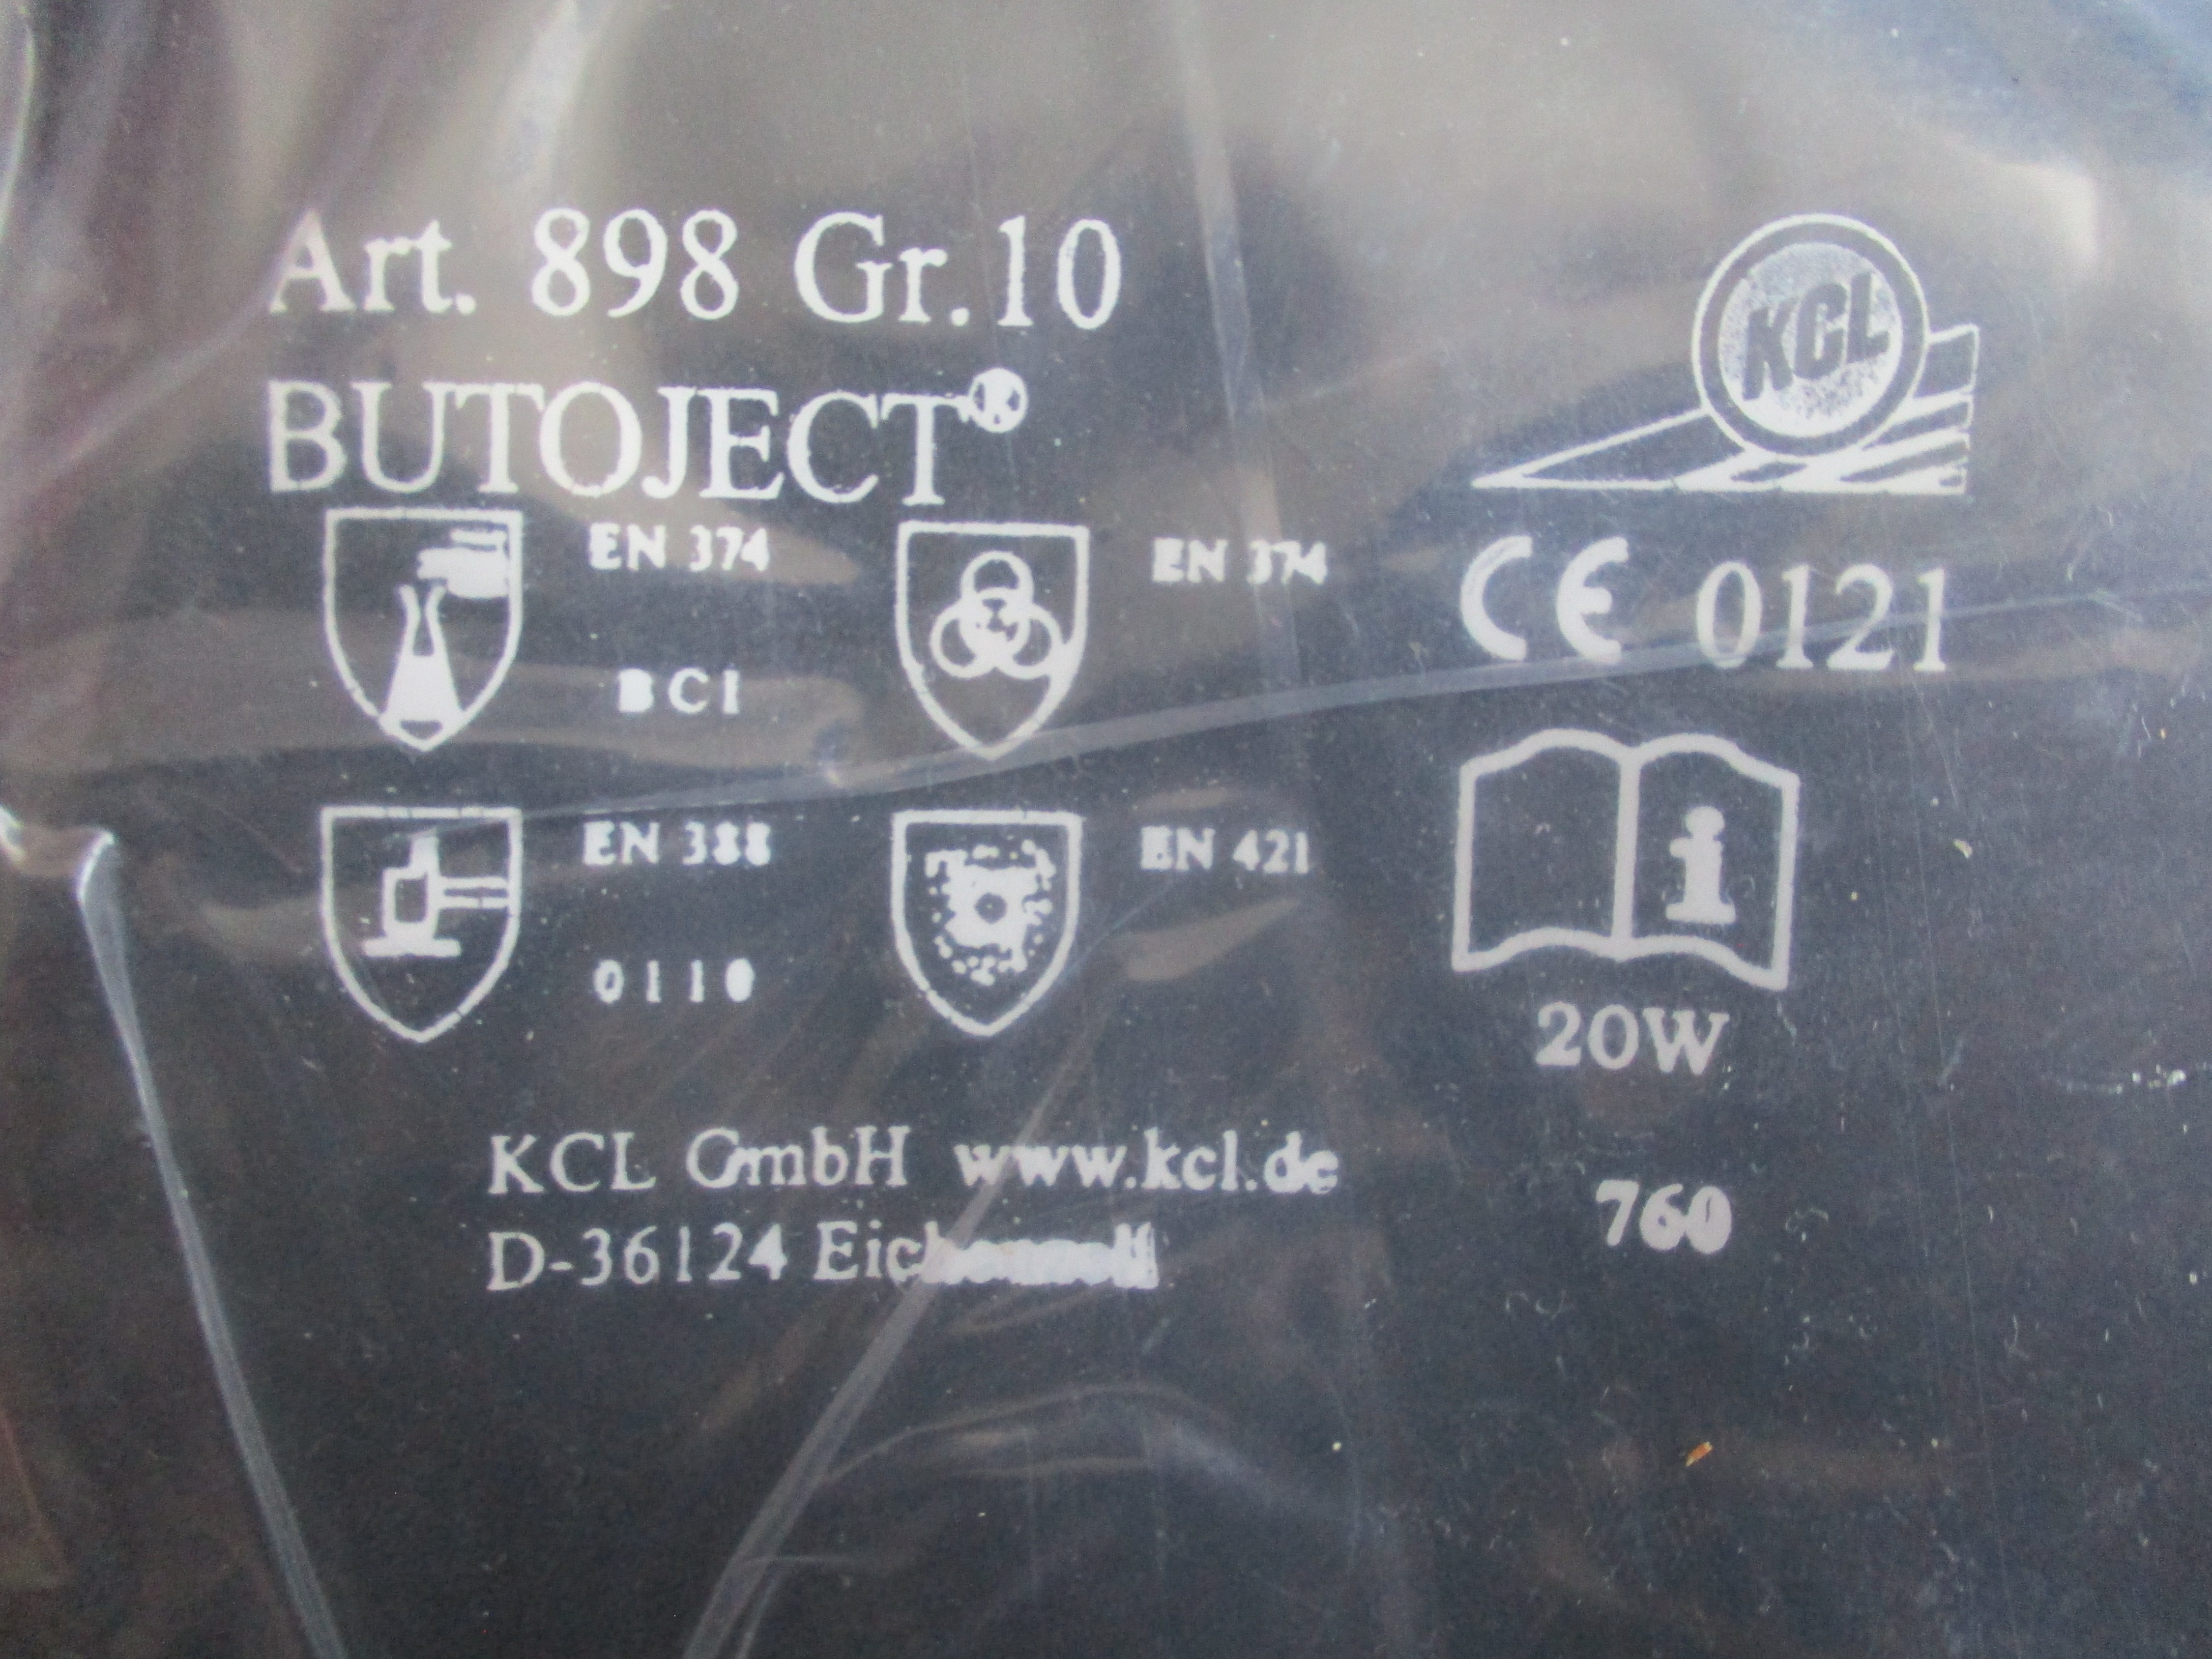 Art. 898 Gr.10
BUTOJECT®
KCL
EN 374
BCI
EN 374
CE 0121
EN 388
0110
EN 421
i
20W
KCL GmbH www.kcl.de
D-36124
760